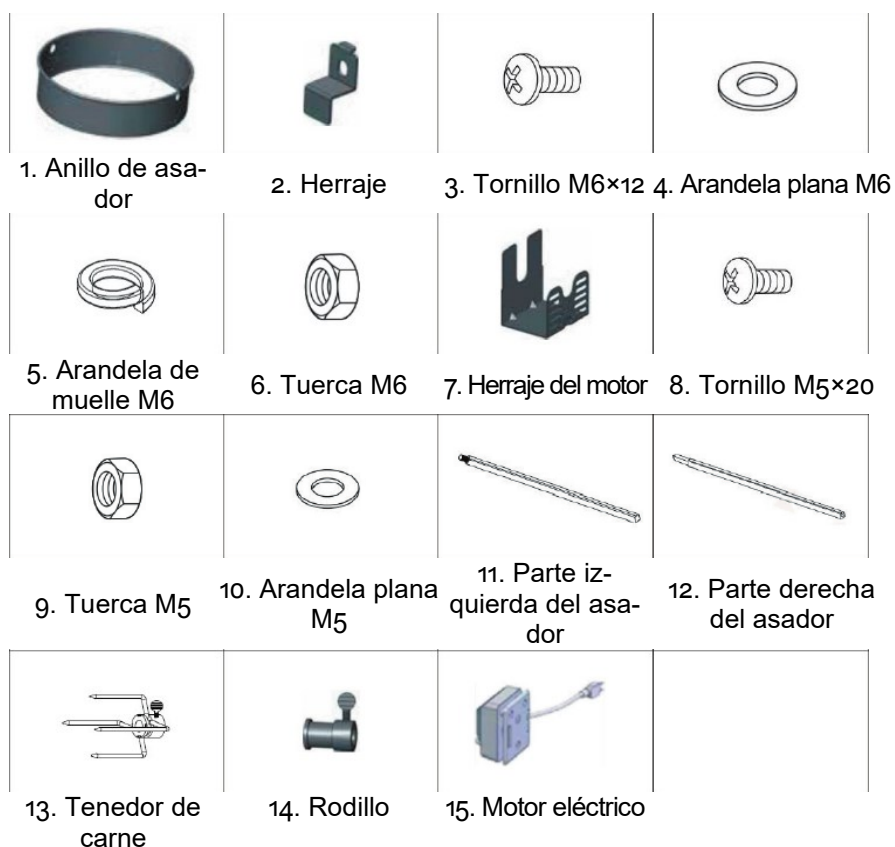 1. Anillo de asa-
dor
2. Herraje
3. Tornillo M6×12
4. Arandela plana M6
5. Arandela de
muelle M6
6. Tuerca M6
7. Herraje del motor
8. Tornillo M5×20
9. Tuerca M5
10. Arandela plana
M5
11. Parte iz-
quierda del asa-
dor
12. Parte derecha
del asador
13. Tenedor de
carne
14. Rodillo
15. Motor eléctrico